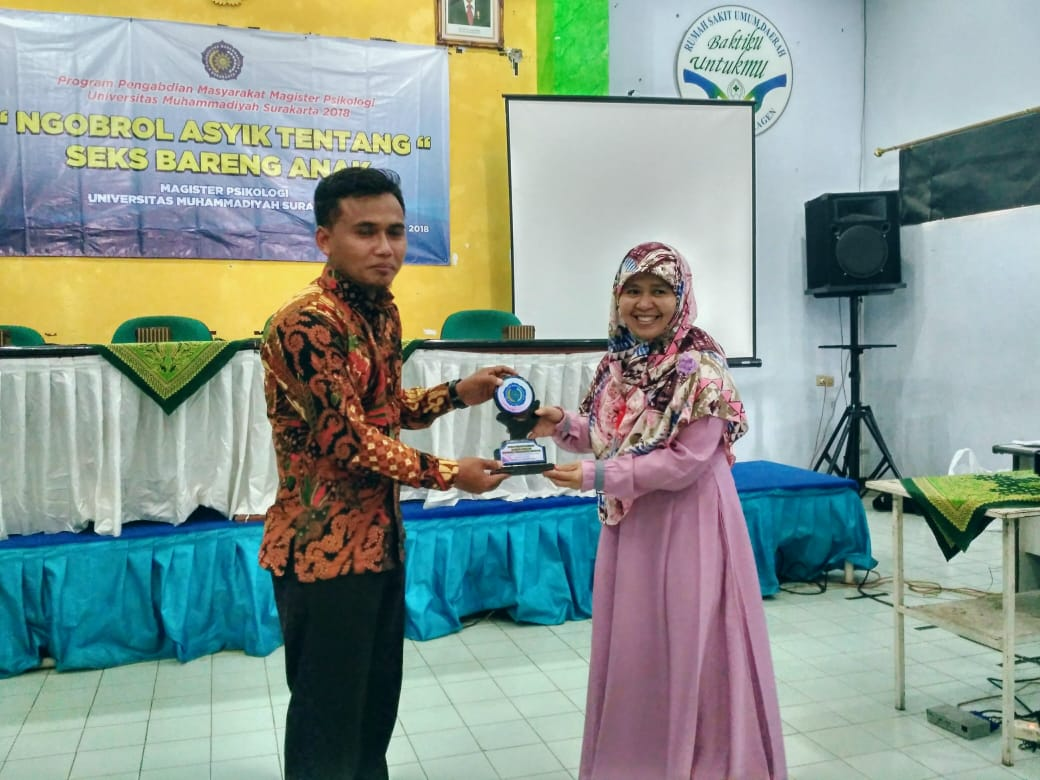 Program Pengabdian Masyarakat Magister Psikologi
Universitas Muhammadiyah Surakarta 2018
“ NGOBROL ASYIK TENTANG “
SEKS BARENG ANAK
MAGISTER PSIKOLOGI
UNIVERSITAS MUHAMMADIYAH SURA
2018
RUMAH SAKIT UMUM DAERAH
Baktiku
Untukmu
AGEN